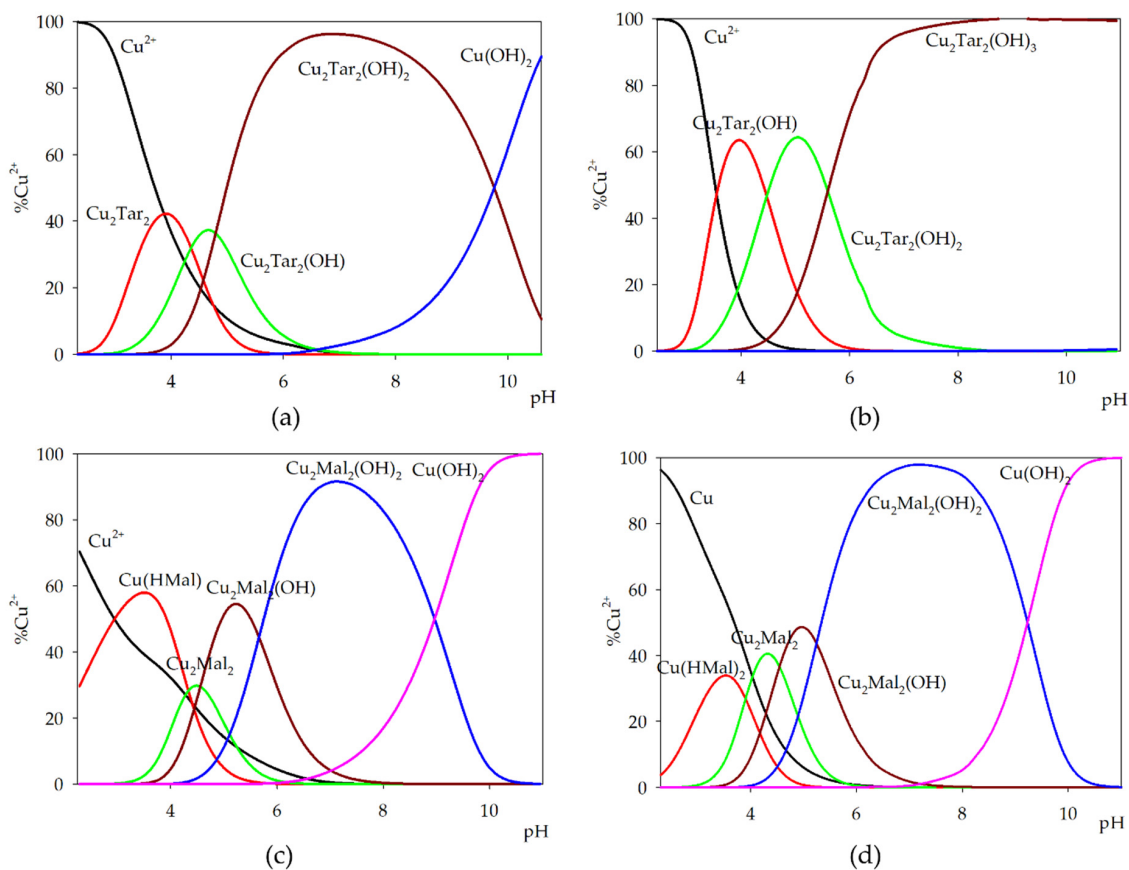 100
Cu²⁺
Cu(OH)₂
80
Cu₂Tar₂(OH)₂
60
%Cu²⁺
40
Cu₂Tar₂
Cu₂Tar₂(OH)
20
0
4 6 8 10
pH
(a)
100
Cu²⁺
Cu₂Tar₂(OH)₃
80
Cu₂Tar₂(OH)
60
%Cu²⁺
40
Cu₂Tar₂(OH)₂
20
0
4 6 8 10
pH
(b)
100
Cu₂Mal₂(OH)₂
Cu(OH)₂
80
Cu²⁺
Cu(HMal)
Cu₂Mal₂(OH)
60
%Cu²⁺
40
Cu₂Mal₂
20
0
4 6 8 10
pH
(c)
100
Cu(OH)₂
Cu
Cu₂Mal₂(OH)₂
80
60
%Cu²⁺
Cu₂Mal₂
40
Cu(HMal)₂
Cu₂Mal₂(OH)
20
0
4 6 8 10
pH
(d)